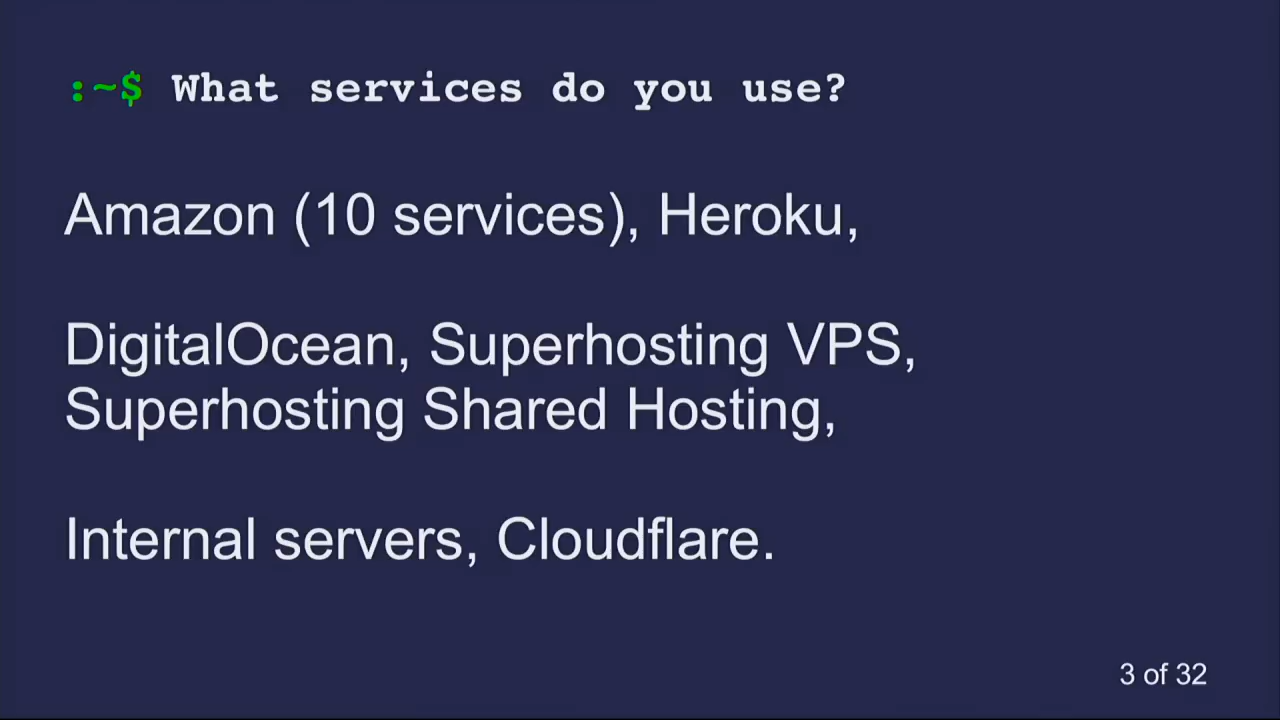 :~$ What services do you use?
Amazon (10 services), Heroku,
DigitalOcean, Superhosting VPS,
Superhosting Shared Hosting,
Internal servers, Cloudflare.
3 of 32